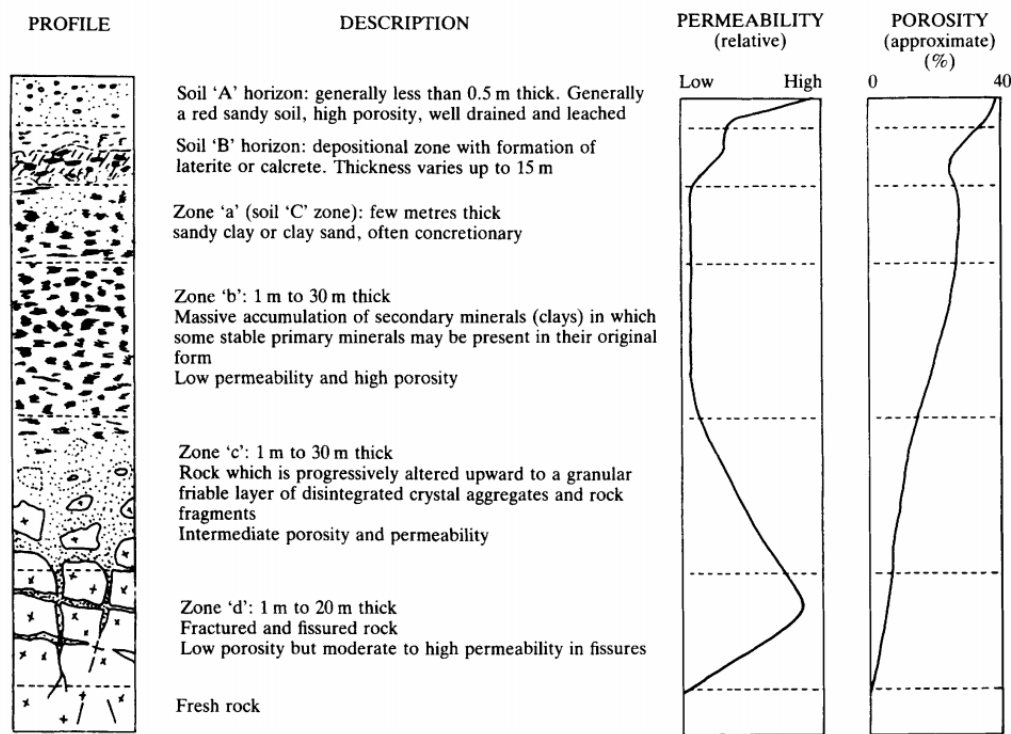 PROFILE
DESCRIPTION
PERMEABILITY
(relative)
POROSITY
(approximate)
(%)
Low High
0 40
Soil ‘A’ horizon: generally less than 0.5 m thick. Generally
a red sandy soil, high porosity, well drained and leached
Soil ‘B’ horizon: depositional zone with formation of
laterite or calcrete. Thickness varies up to 15 m
Zone ‘a’ (soil ‘C’ zone): few metres thick
sandy clay or clay sand, often concretionary
Zone ‘b’: 1 m to 30 m thick
Massive accumulation of secondary minerals (clays) in which
some stable primary minerals may be present in their original
form
Low permeability and high porosity
Zone ‘c’: 1 m to 30 m thick
Rock which is progressively altered upward to a granular
friable layer of disintegrated crystal aggregates and rock
fragments
Intermediate porosity and permeability
Zone ‘d’: 1 m to 20 m thick
Fractured and fissured rock
Low porosity but moderate to high permeability in fissures
Fresh rock